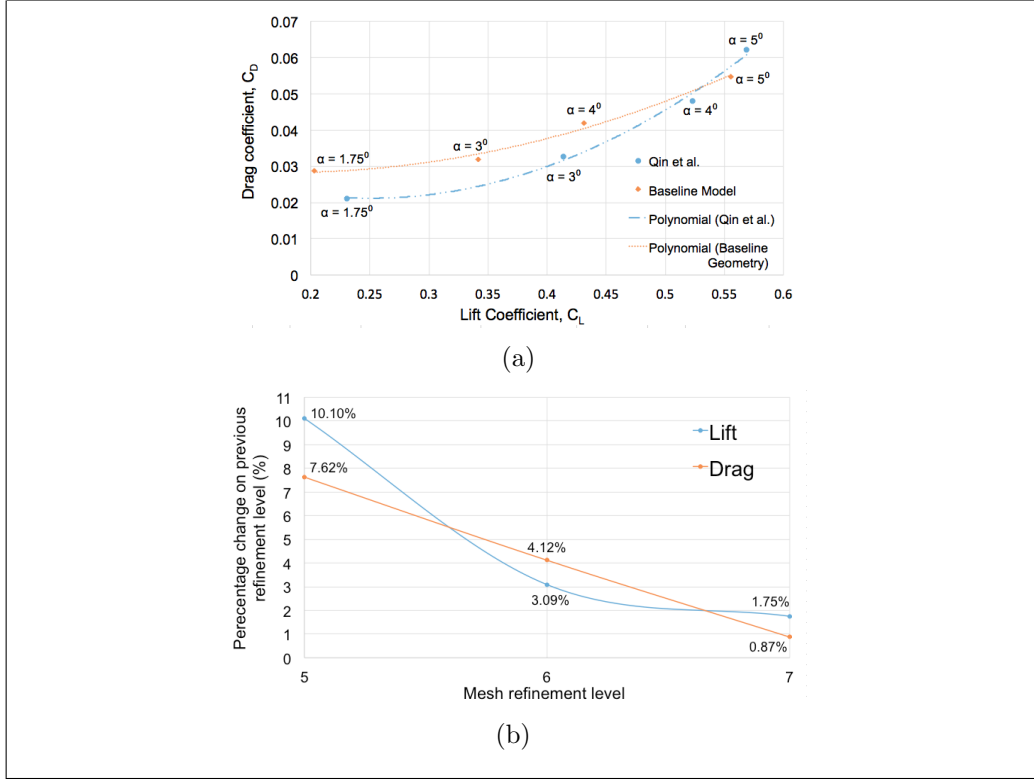 0.07
0.06
0.05
0.04
0.03
0.02
0.01
0
Drag coefficient, C_D
α = 5⁰
α = 5⁰
α = 4⁰
α = 4⁰
α = 3⁰
α = 3⁰
α = 1.75⁰
α = 1.75⁰
Qin et al.
Baseline Model
Polynomial (Qin et al.)
Polynomial (Baseline
Geometry)
0.2 0.25 0.3 0.35 0.4 0.45 0.5 0.55 0.6
Lift Coefficient, C_L
(a)
Perecentage change on previous
refinement level (%)
11
10
9
8
7
6
5
4
3
2
1
0
10.10%
7.62%
4.12%
3.09%
1.75%
0.87%
Lift
Drag
5 6 7
Mesh refinement level
(b)